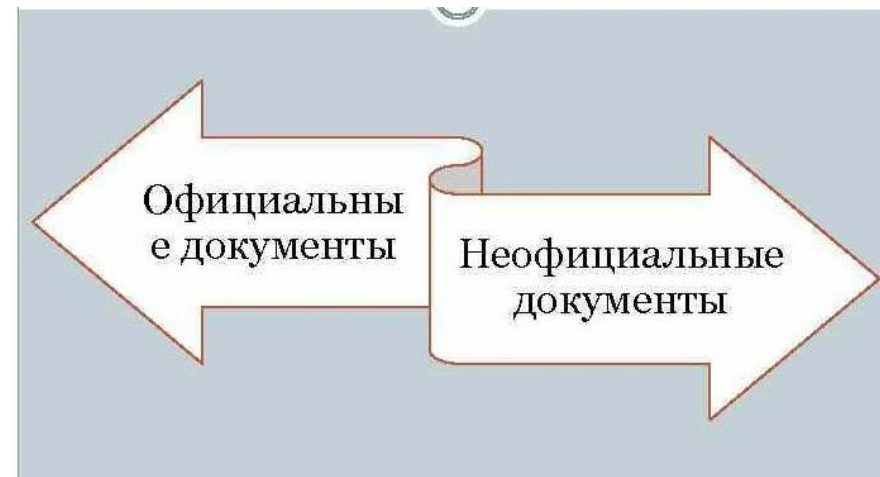 Официальны
е документы
Неофициальные
документы